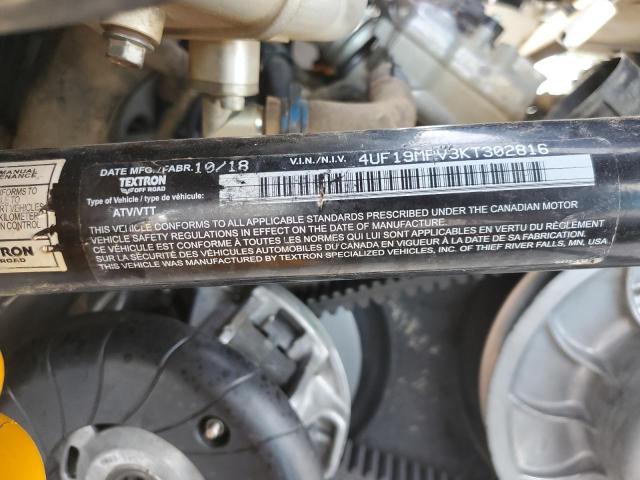 MANUAL
TO
KILOMETER
N CONTROL
TRON
ROAD
DATE MFG./FABR. 10/18 V.I.N./N.I.V. 4UF19MPV3KT302816
TEXTRON
OFF ROAD
Type of Vehicle / Type de véhicule:
ATV/VTT
THIS VEHICLE CONFORMS TO ALL APPLICABLE STANDARDS PRESCRIBED UNDER THE CANADIAN MOTOR
VEHICLE SAFETY REGULATIONS IN EFFECT ON THE DATE OF MANUFACTURE.
CE VÉHICULE CONFORME À TOUTES LES NORMES QUI LUI SONT APPLICABLES EN VERTU DU RÈGLEMENT
SUR LA SÉCURITÉ DES VÉHICULES AUTOMOBILES DU CANADA EN VIGUEUR À LA DATE DE SA FABRICATION.
THIS VEHICLE WAS MANUFACTURED BY TEXTRON SPECIALIZED VEHICLES, INC. OF THIEF RIVER FALLS, MN, USA